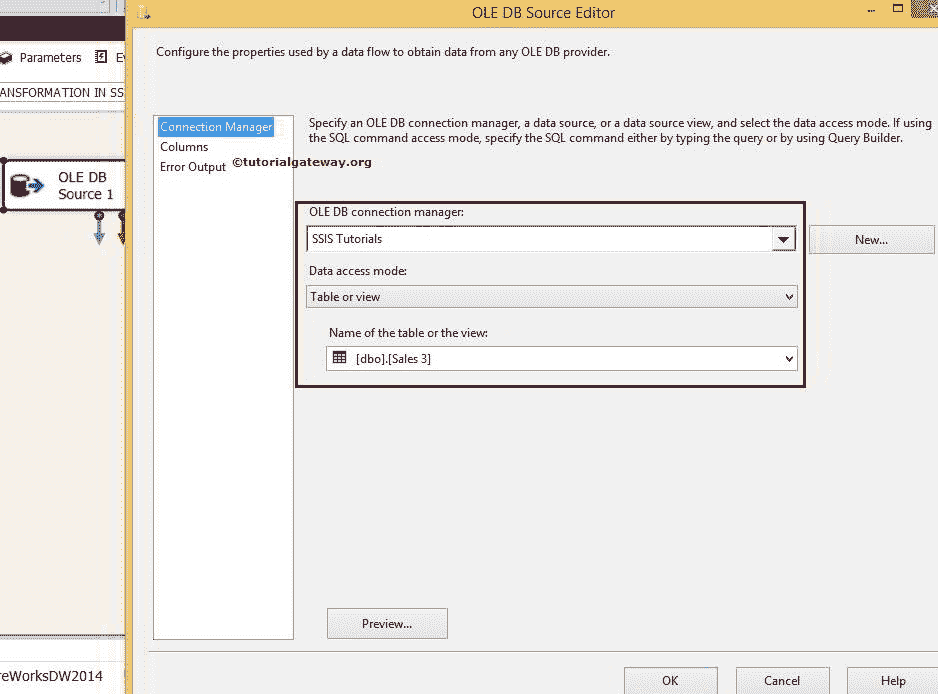 OLE DB Source Editor
Configure the properties used by a data flow to obtain data from any OLE DB provider.
Parameters
ANSFORMATION IN SS
OLE DB
Source 1
Connection Manager
Columns
Error Output
©tutorialgateway.org
Specify an OLE DB connection manager, a data source, or a data source view, and select the data access mode. If using
the SQL command access mode, specify the SQL command either by typing the query or by using Query Builder.
OLE DB connection manager:
SSIS Tutorials
New...
Data access mode:
Table or view
Name of the table or the view:
[dbo].[Sales 3]
Preview...
reWorksDW2014
OK
Cancel
Help